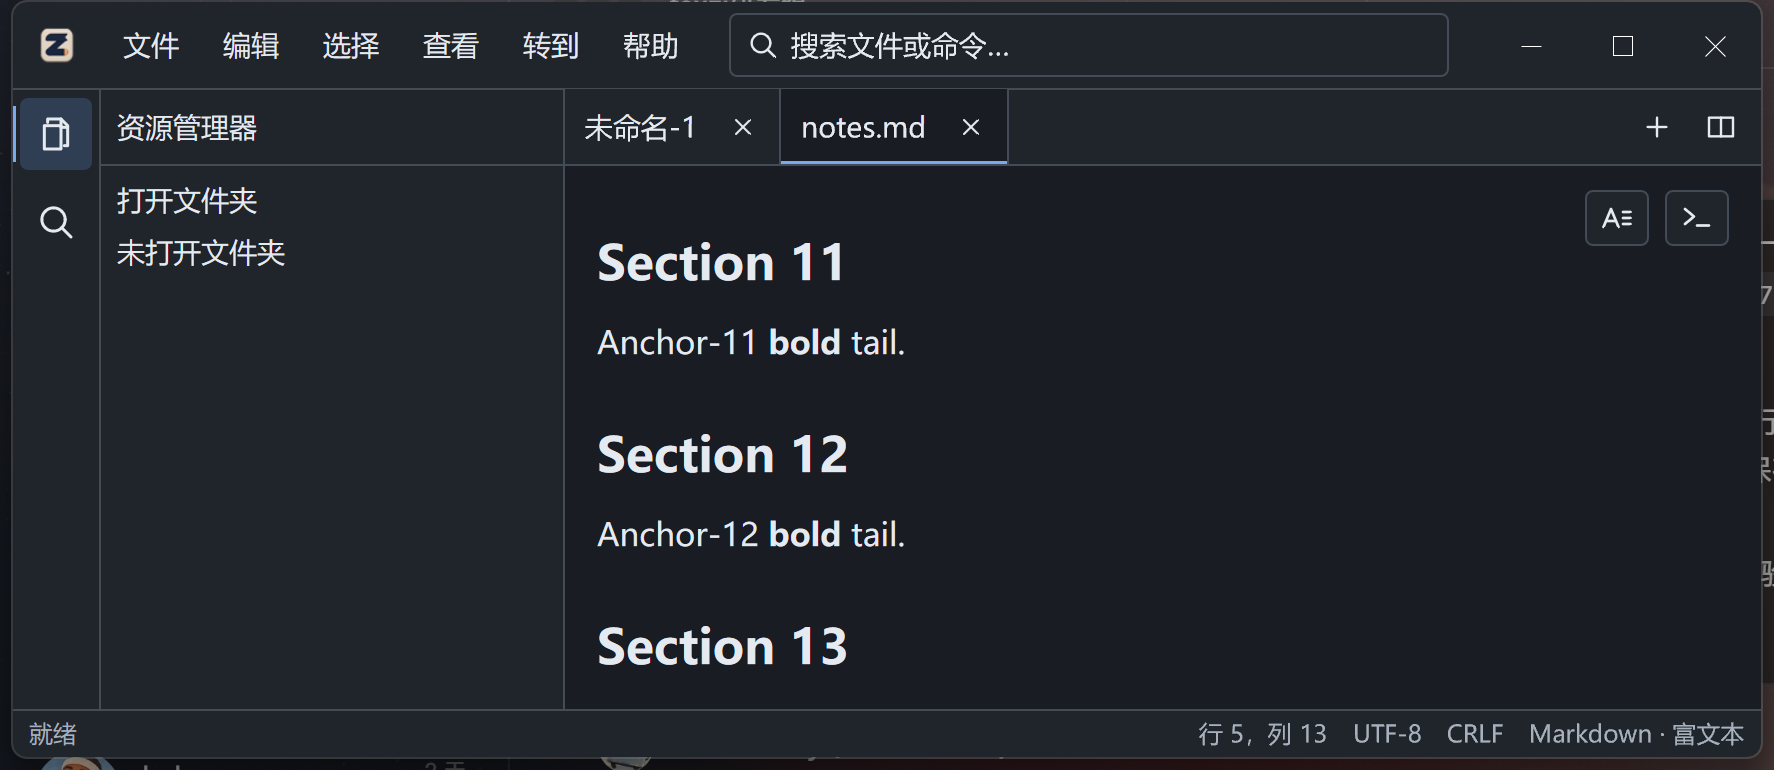 文件 编辑 选择 查看 转到 帮助 搜索文件或命令...
资源管理器
未命名-1 notes.md
打开文件夹
未打开文件夹
Section 11
Anchor-11 bold tail.
Section 12
Anchor-12 bold tail.
Section 13
就绪 行 5，列 13 UTF-8 CRLF Markdown · 富文本